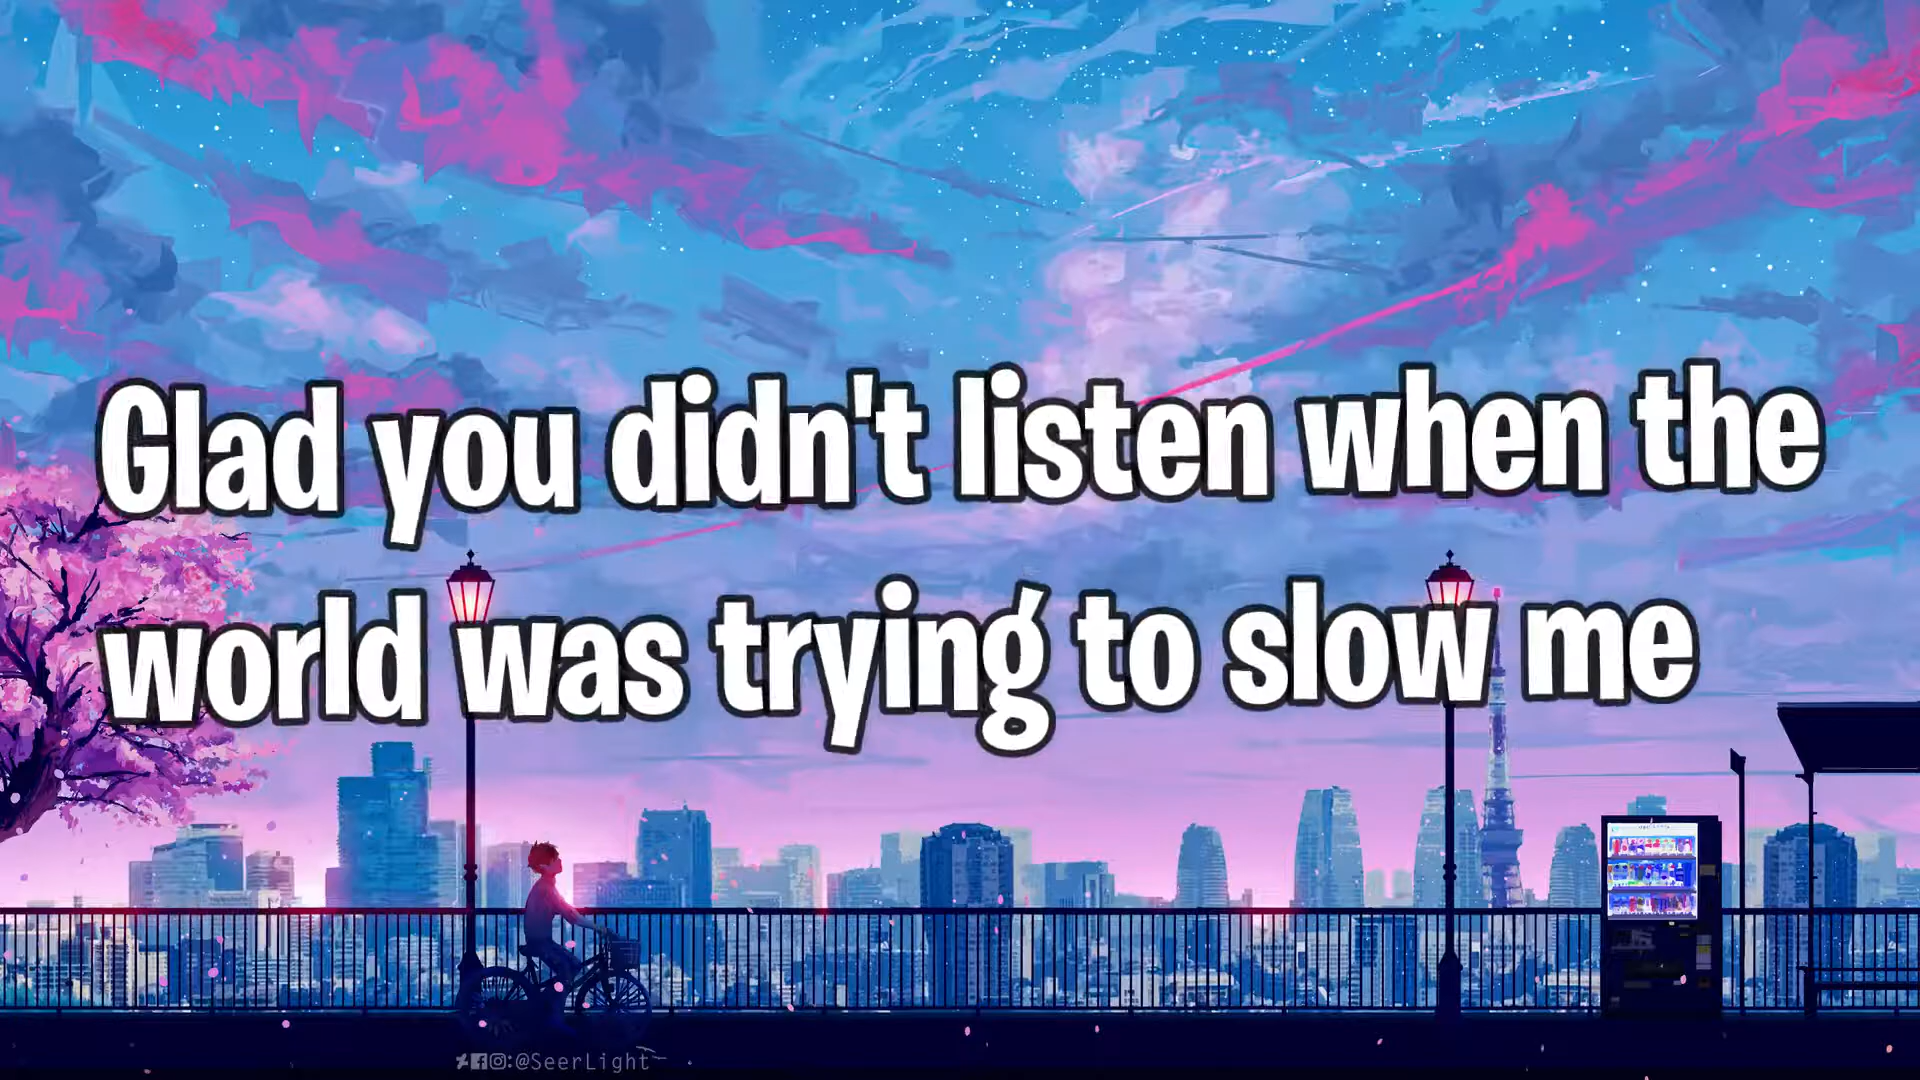 Glad you didn't listen when the
world was trying to slow me
:@SeerLight